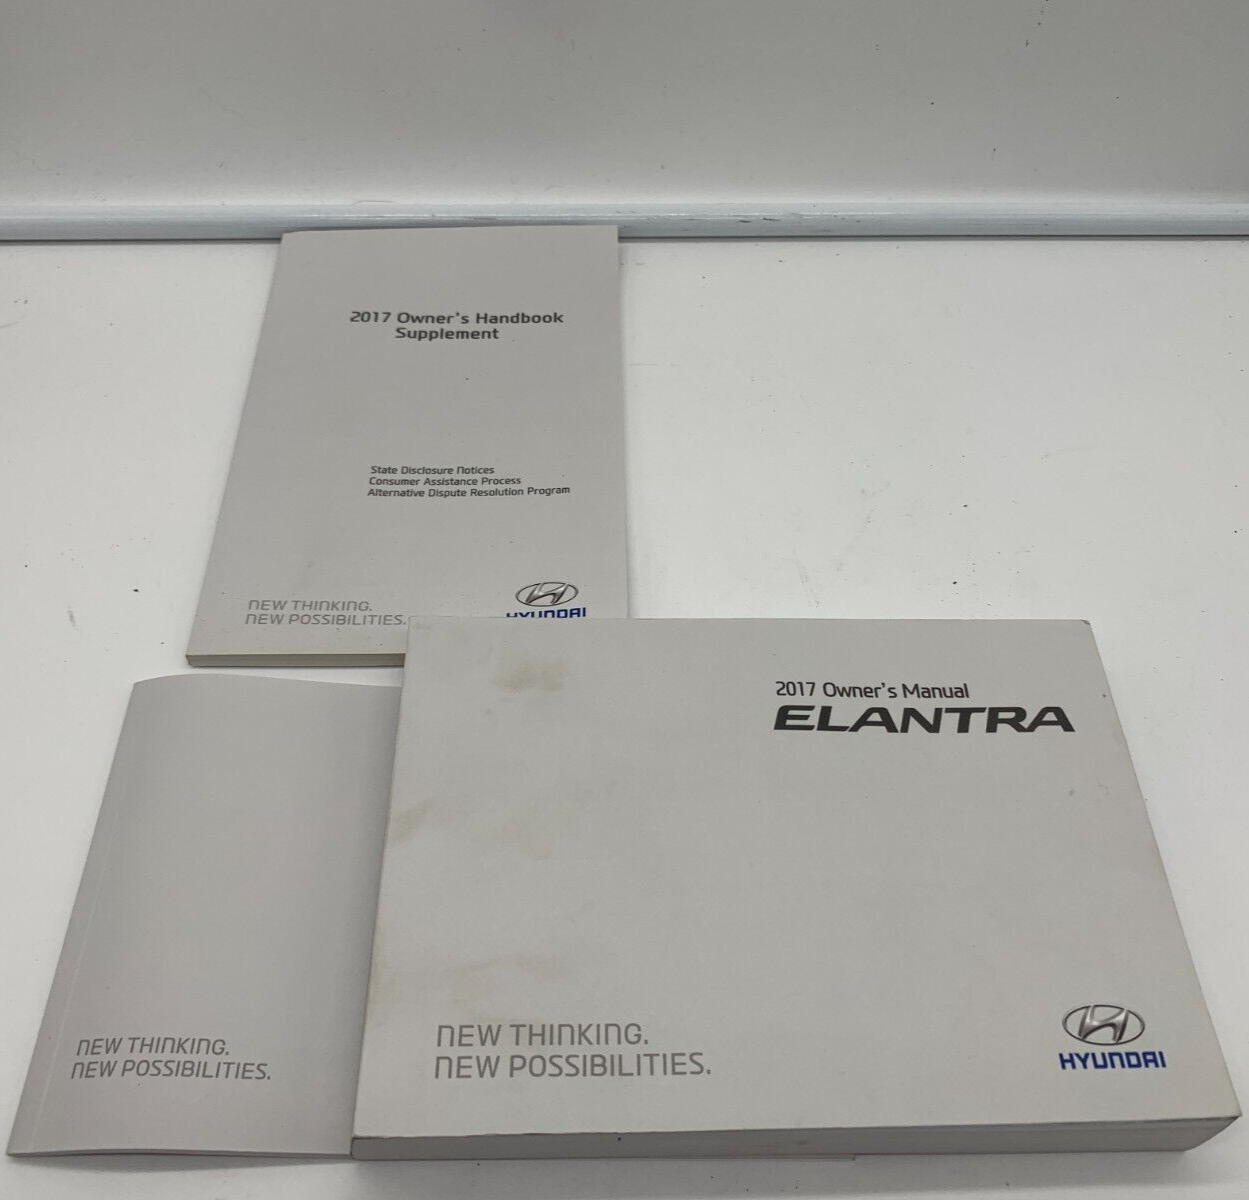 2017 Owner's Handbook
Supplement
State Disclosure Notices
Consumer Assistance Process
Alternative Dispute Resolution Program
NEW THINKING.
NEW POSSIBILITIES.
HYUNDAI
2017 Owner's Manual
ELANTRA
NEW THINKING.
NEW POSSIBILITIES.
HYUNDAI
NEW THINKING.
NEW POSSIBILITIES.